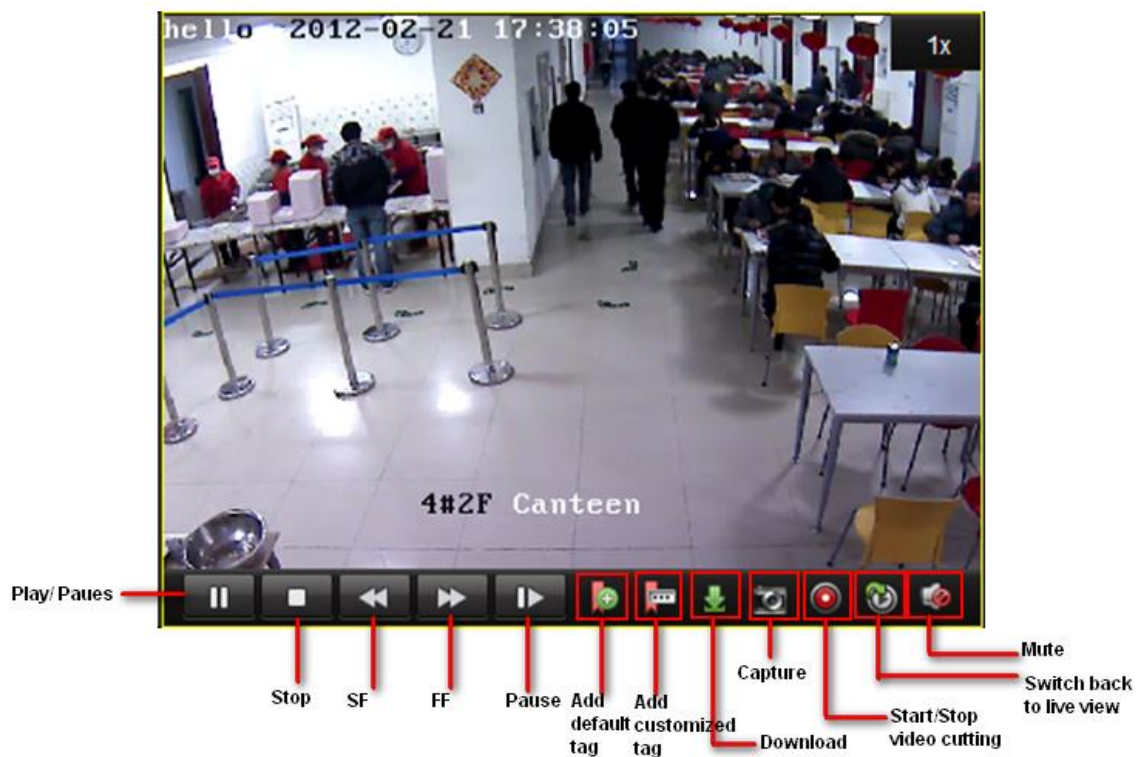 hello 2012-02-21 17:38:05
1x
4#2F Canteen
Play/ Paues
Stop
SF
FF
Pause
Add
default
tag
Add
customized
tag
Download
Capture
Start/Stop
video cutting
Switch back
to live view
Mute